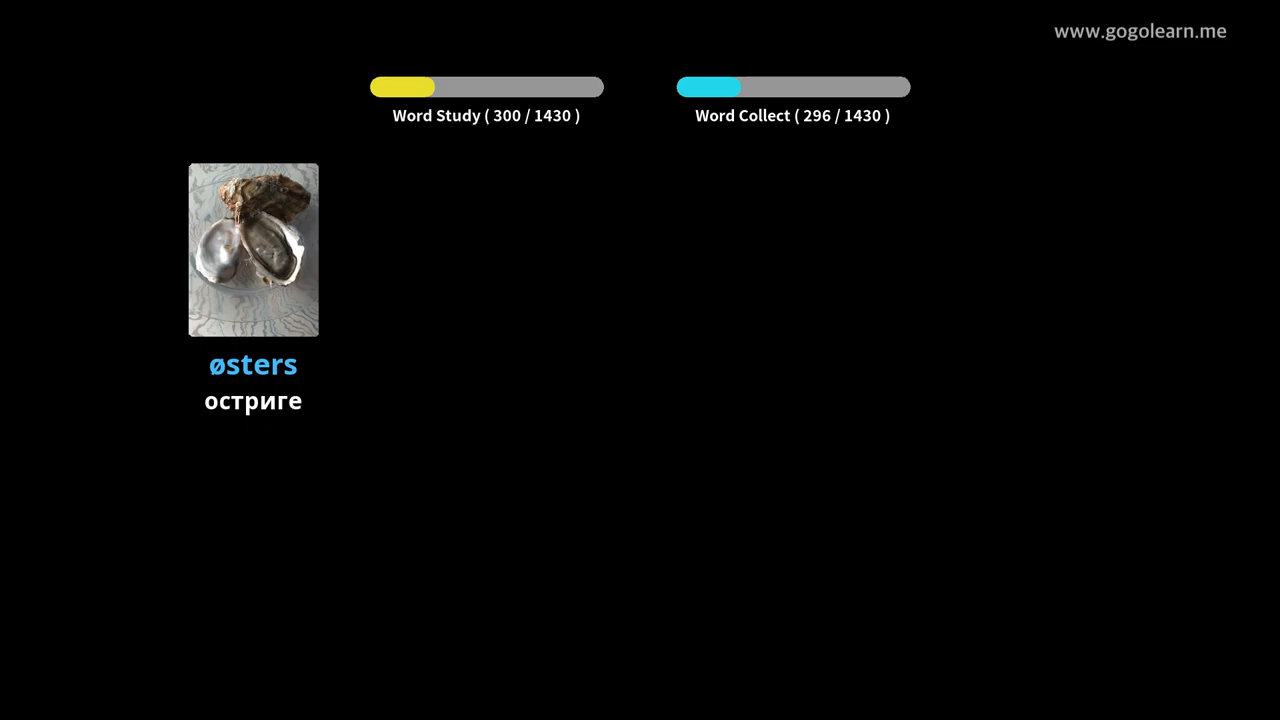 www.gogolearn.me
Word Study ( 300 / 1430 )
Word Collect ( 296 / 1430 )
østers
остриге